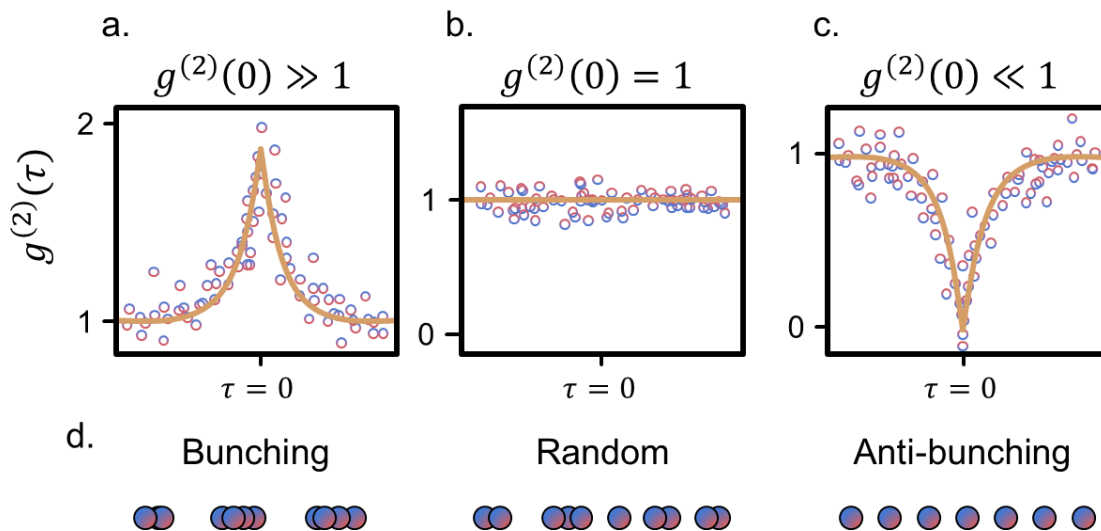 a.
b.
c.
g⁽²⁾(0) ≫ 1
g⁽²⁾(0) = 1
g⁽²⁾(0) ≪ 1
g⁽²⁾(τ)
2
1
τ = 0
1
0
τ = 0
1
0
τ = 0
d.
Bunching
Random
Anti-bunching